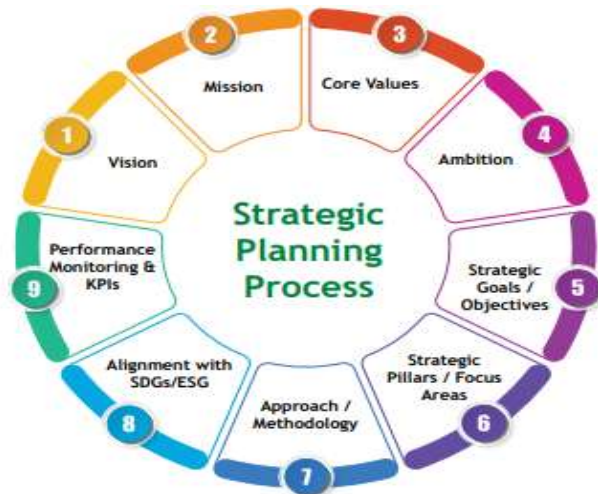 Strategic
Planning
Process
1
Vision
2
Mission
3
Core Values
4
Ambition
5
Strategic
Goals /
Objectives
6
Strategic
Pillars / Focus
Areas
7
Approach /
Methodology
8
Alignment with
SDGs/ESG
9
Performance
Monitoring &
KPIs